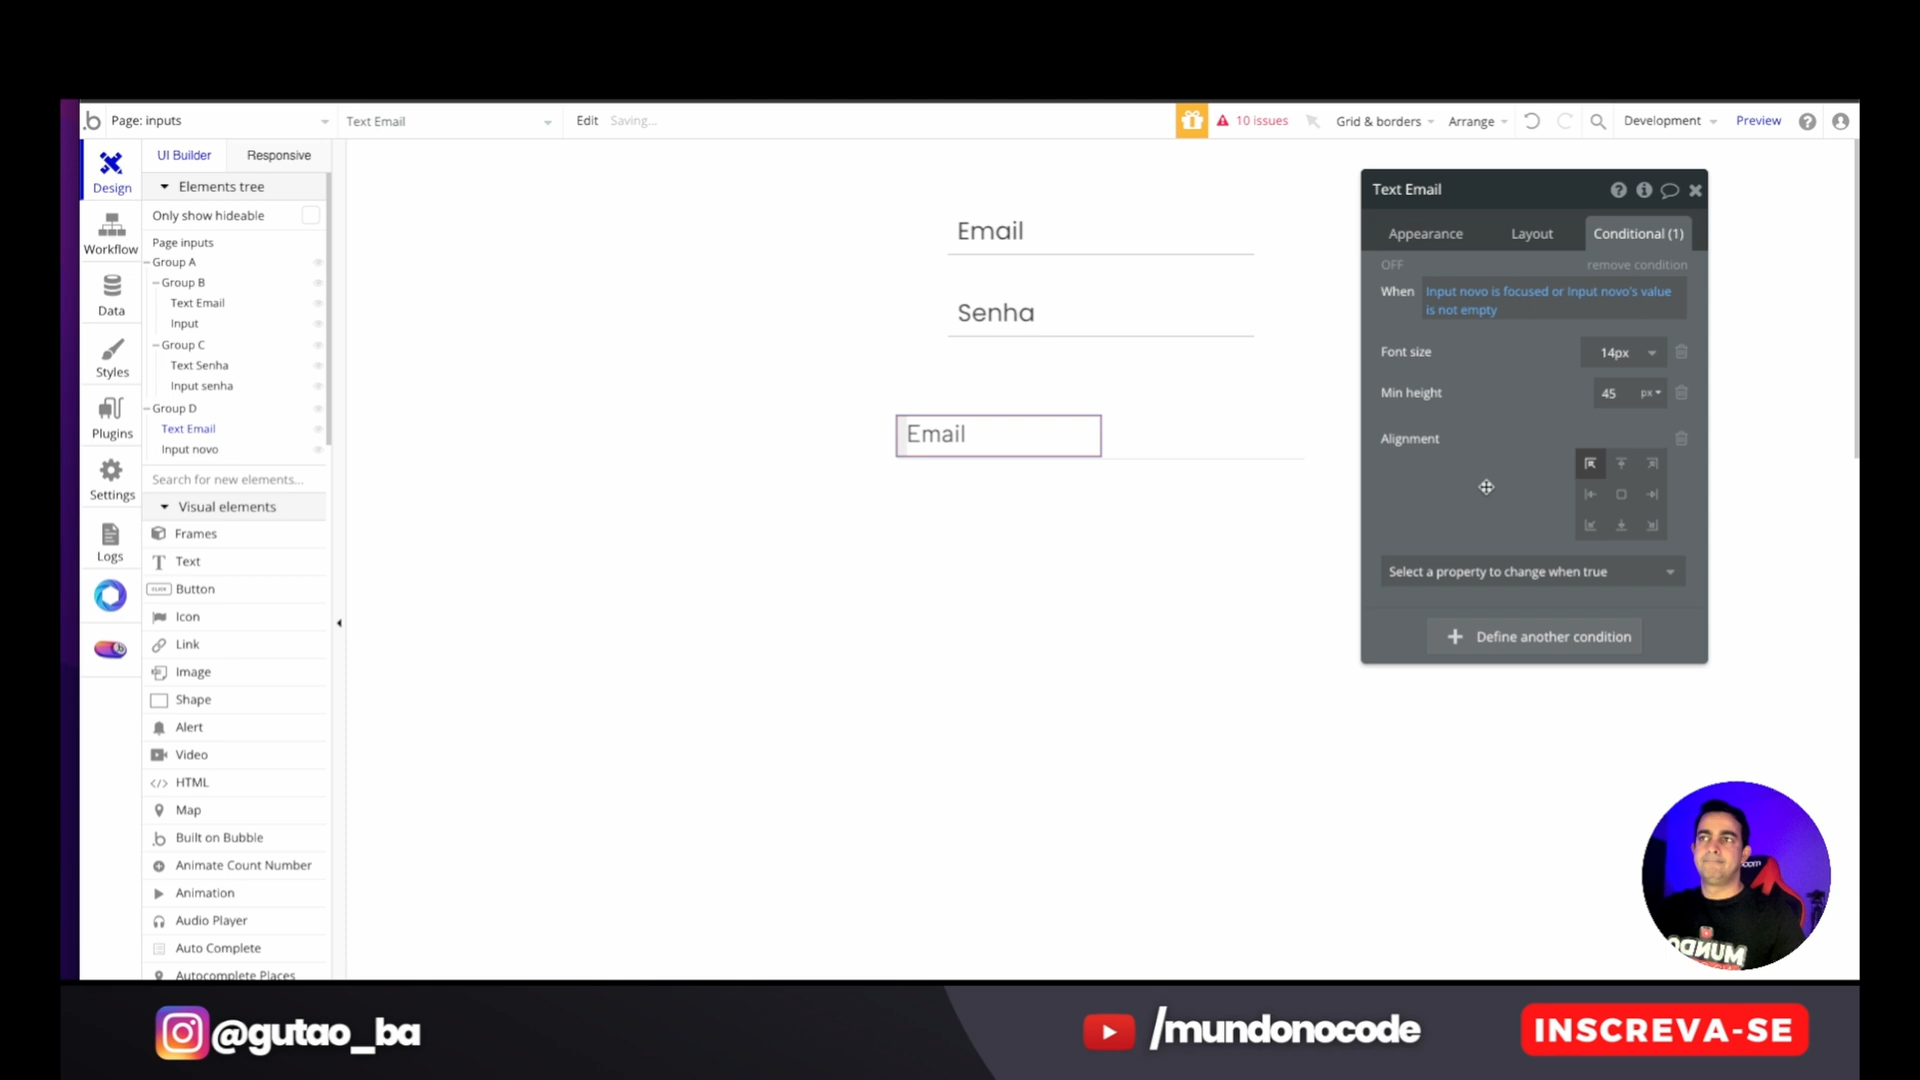 Page: inputs
Text Email
Edit
Saving...
10 issues
Grid & borders
Arrange
Development
Preview
UI Builder
Responsive
Design
Workflow
Data
Styles
Plugins
Settings
Logs
Elements tree
Only show hideable
Page inputs
Group A
Group B
Text Email
Input
Group C
Text Senha
Input senha
Group D
Text Email
Input novo
Search for new elements...
Visual elements
Frames
Text
CLICK
Button
Icon
Link
Image
Shape
Alert
Video
HTML
Map
Built on Bubble
Animate Count Number
Animation
Audio Player
Auto Complete
Autocomplete Places
Email
Senha
Email
Text Email
Appearance
Layout
Conditional (1)
OFF
remove condition
When
Input novo is focused or Input novo's value
is not empty
Font size
14px
Min height
45
px
Alignment
Select a property to change when true
Define another condition
@gutao_ba
/mundonocode
INSCREVA-SE